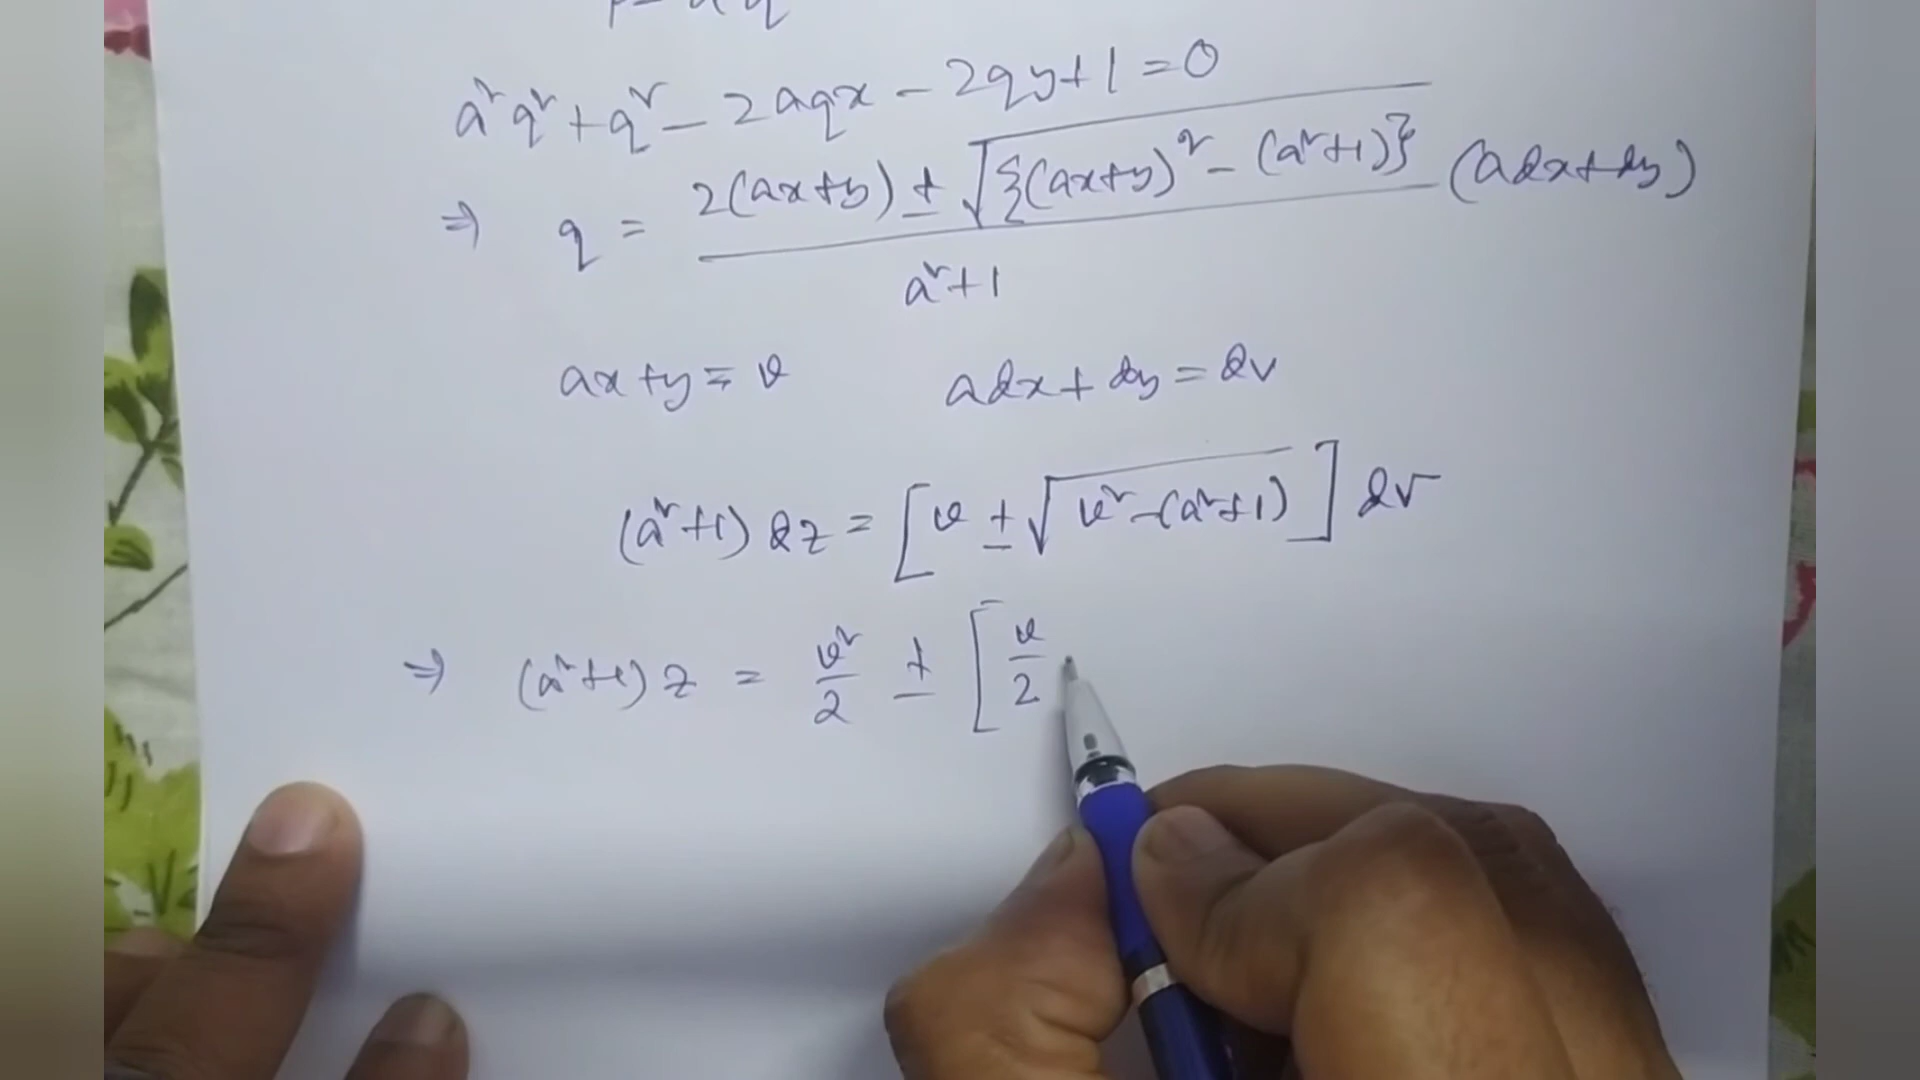 p = aq
a²q² + q² - 2aqx - 2qy + 1 = 0
⇒ q = (2(ax+y) ± √{(ax+y)² - (a²+1)}) / (a²+1) (adx+dy)
ax+y = v adx + dy = dv
(a²+1) dz = [v ± √(v² - (a²+1))] dv
⇒ (a²+1) z = v²/2 ± [v/2